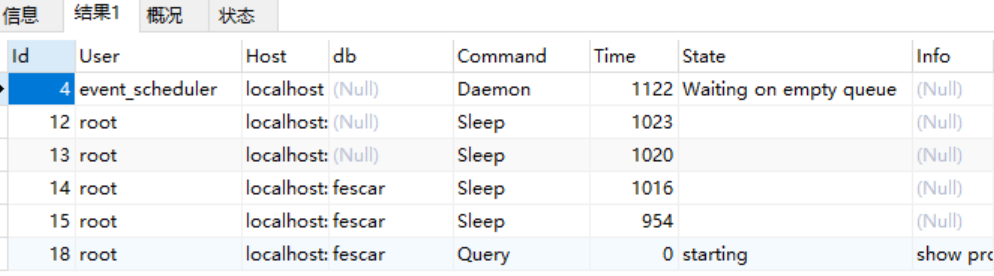 信息 结果1 概况 状态
Id User Host db Command Time State Info
4 event_scheduler localhost (Null) Daemon 1122 Waiting on empty queue (Null)
12 root localhost: (Null) Sleep 1023 (Null)
13 root localhost: (Null) Sleep 1020 (Null)
14 root localhost: fescar Sleep 1016 (Null)
15 root localhost: fescar Sleep 954 (Null)
18 root localhost: fescar Query 0 starting show pro